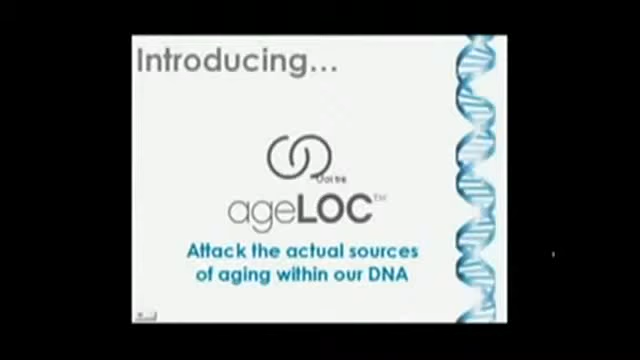 Introducing...
ageLOC™
Attack the actual sources
of aging within our DNA